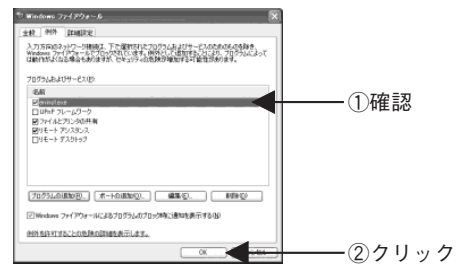 Windows ファイアウォール
全般 例外 詳細設定
入力方向のネットワーク接続は、下で選択されたプログラムおよびサービスのためのものを除き、
Windows ファイアウォールでブロックされています。例外として追加することにより、プログラムによって
は動作がよくなる場合もありますが、セキュリティの危険が増加する可能性があります。
プログラムおよびサービス(P):
名前
①確認
UPnP フレームワーク
ファイルとプリンタの共有
リモート アシスタンス
リモート デスクトップ
プログラムの追加(R)... ポートの追加(O)... 編集(E)... 削除(D)
Windows ファイアウォールによるプログラムのブロック時に通知を表示する(N)
例外を許可することの危険の詳細を表示します。
OK
②クリック